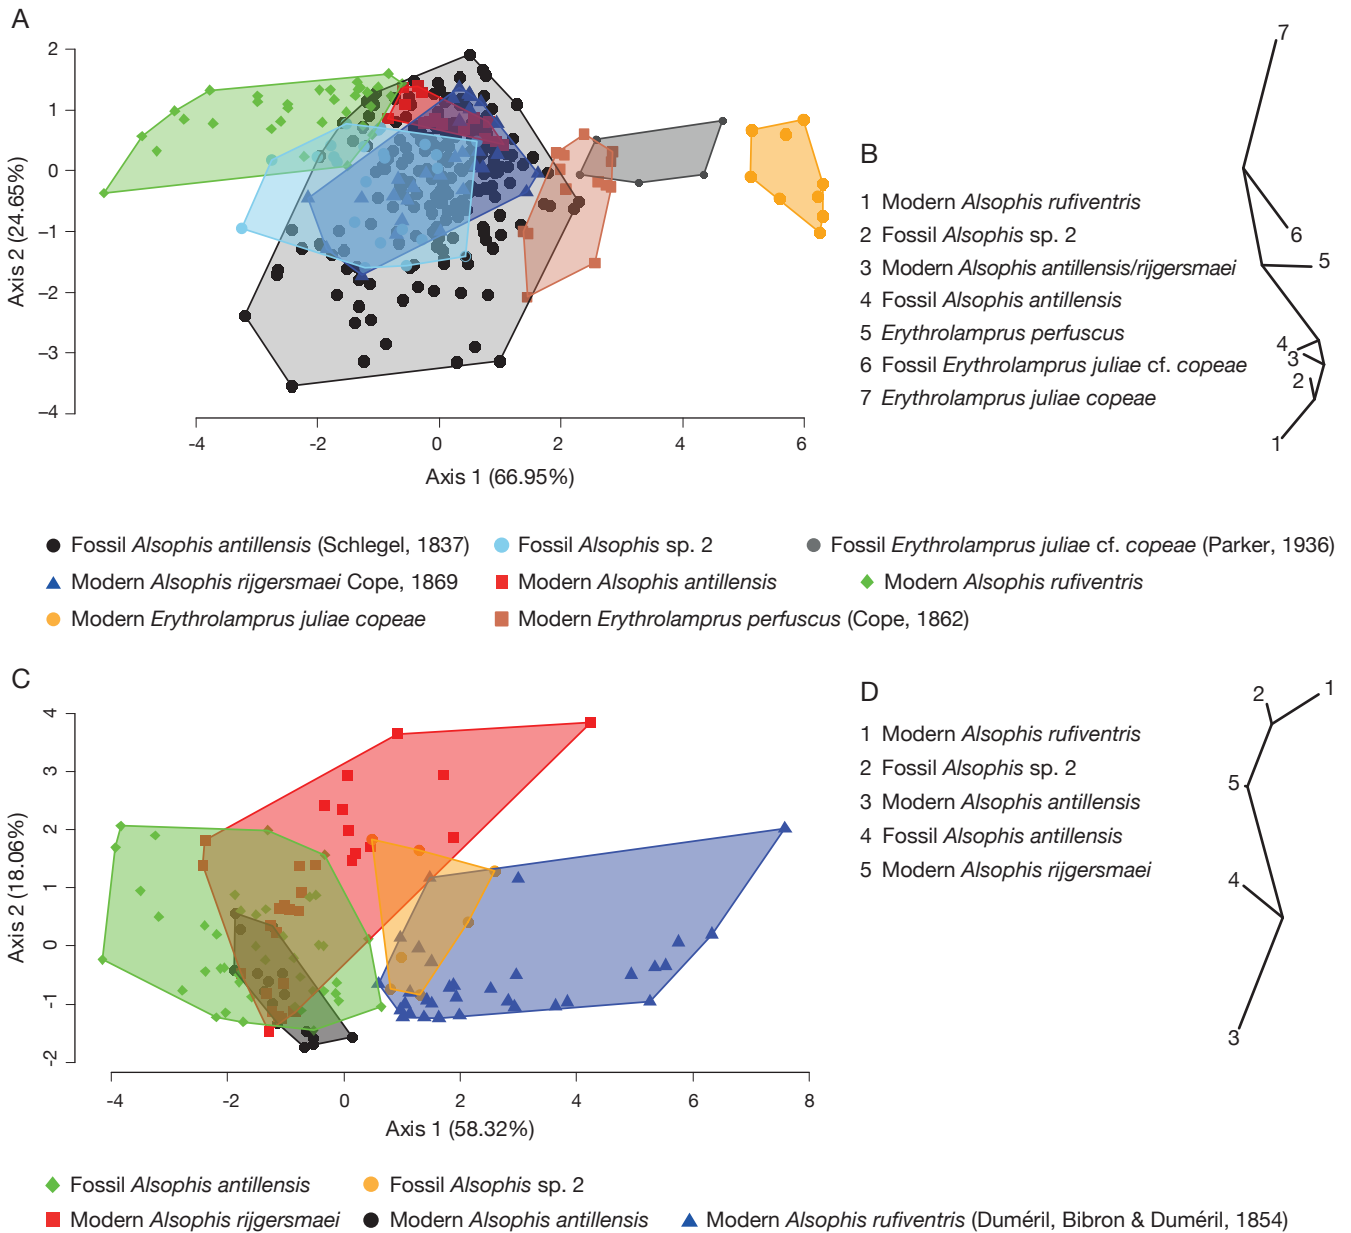 A
2
1
0
−1
−2
−3
−4
Axis 2 (24.65%)
-4 -2 0 2 4 6
Axis 1 (66.95%)
B
1 Modern Alsophis rufiventris
2 Fossil Alsophis sp. 2
3 Modern Alsophis antillensis/rijgersmaei
4 Fossil Alsophis antillensis
5 Erythrolamprus perfuscus
6 Fossil Erythrolamprus juliae cf. copeae
7 Erythrolamprus juliae copeae
7
6
5
4
3
2
1
Fossil Alsophis antillensis (Schlegel, 1837) Fossil Alsophis sp. 2 Fossil Erythrolamprus juliae cf. copeae (Parker, 1936)
Modern Alsophis rijgersmaei Cope, 1869 Modern Alsophis antillensis Modern Alsophis rufiventris
Modern Erythrolamprus juliae copeae Modern Erythrolamprus perfuscus (Cope, 1862)
C
4
3
2
1
0
-1
-2
Axis 2 (18.06%)
-4 -2 0 2 4 6 8
Axis 1 (58.32%)
D
1 Modern Alsophis rufiventris
2 Fossil Alsophis sp. 2
3 Modern Alsophis antillensis
4 Fossil Alsophis antillensis
5 Modern Alsophis rijgersmaei
2 1
5
4
3
Fossil Alsophis antillensis Fossil Alsophis sp. 2
Modern Alsophis rijgersmaei Modern Alsophis antillensis Modern Alsophis rufiventris (Duméril, Bibron & Duméril, 1854)